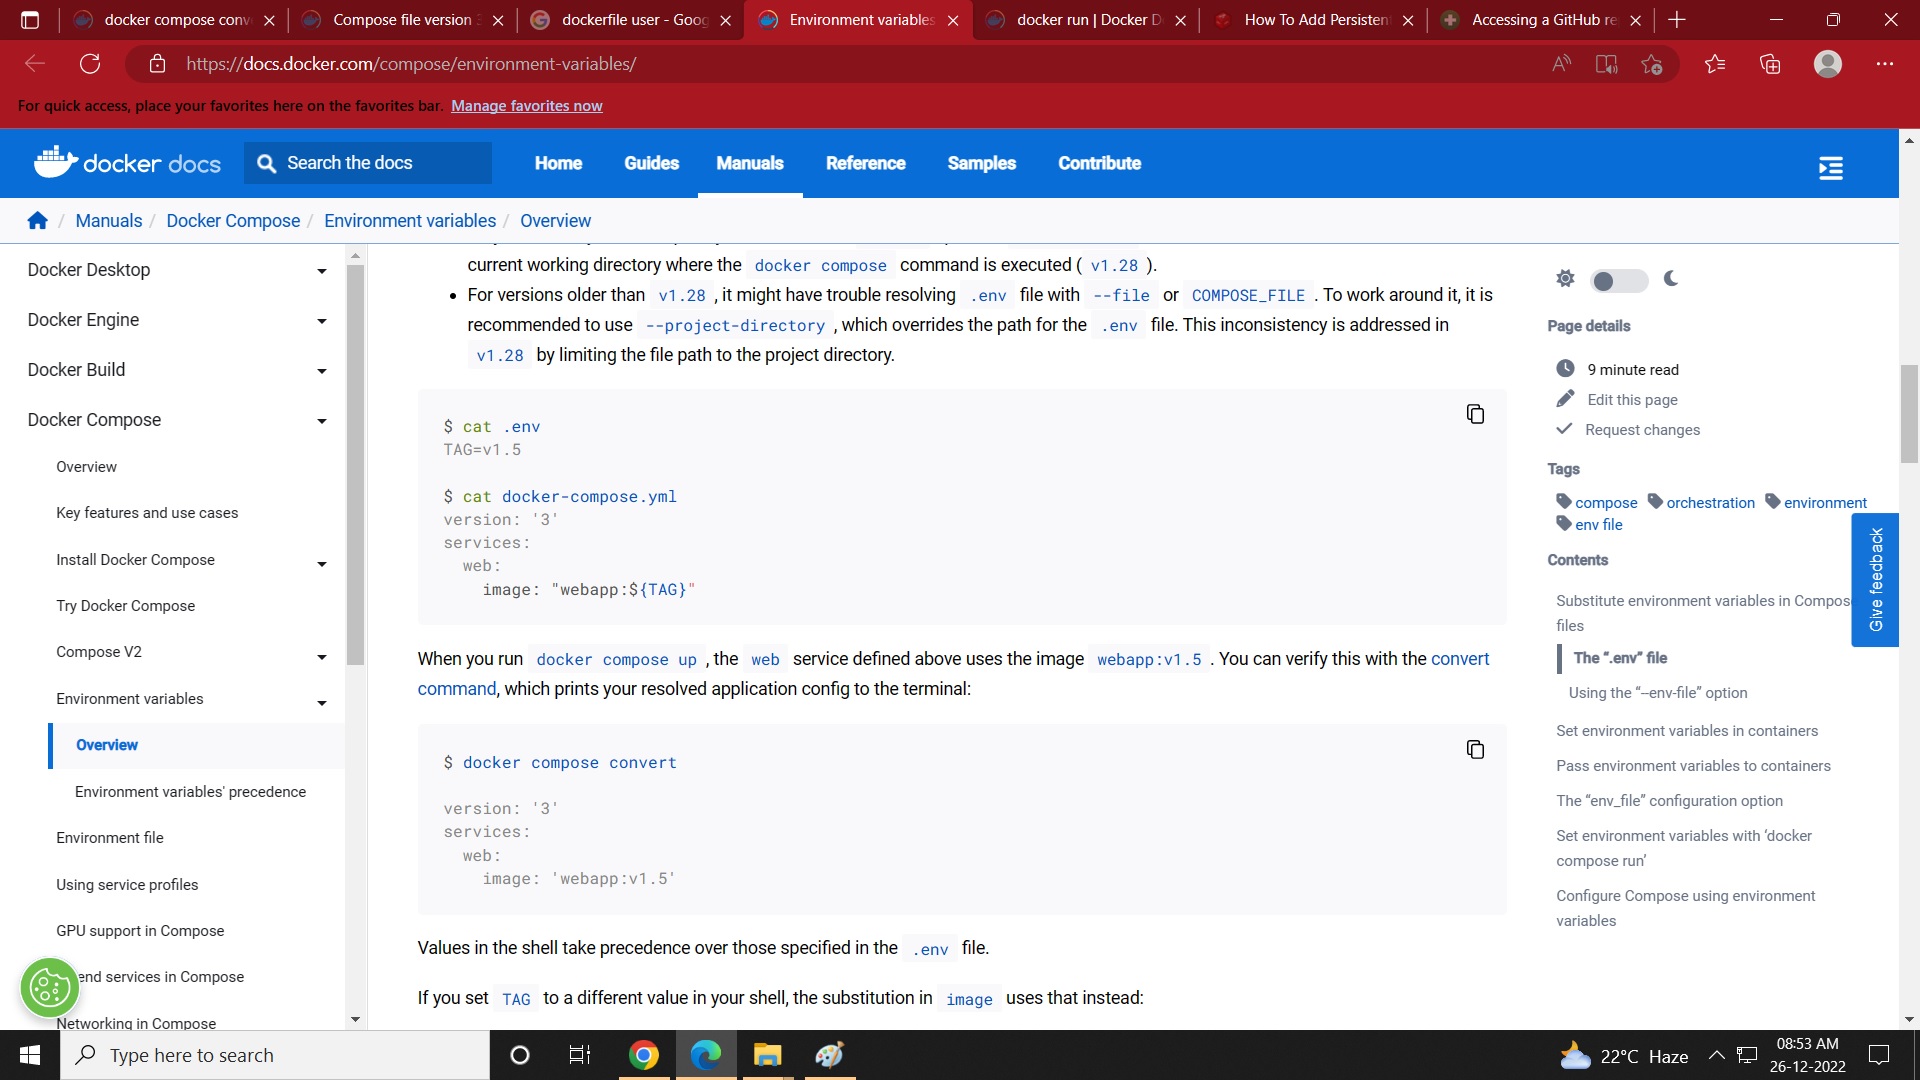 docker compose conv
Compose file version 3
dockerfile user - Goog
Environment variables
docker run | Docker D
How To Add Persisten
Accessing a GitHub re
https://docs.docker.com/compose/environment-variables/
For quick access, place your favorites here on the favorites bar. Manage favorites now
docker docs
Search the docs
Home
Guides
Manuals
Reference
Samples
Contribute
/ Manuals / Docker Compose / Environment variables / Overview
Docker Desktop
Docker Engine
Docker Build
Docker Compose
Overview
Key features and use cases
Install Docker Compose
Try Docker Compose
Compose V2
Environment variables
Overview
Environment variables' precedence
Environment file
Using service profiles
GPU support in Compose
end services in Compose
Networking in Compose
current working directory where the docker compose command is executed ( v1.28 ).
• For versions older than v1.28 , it might have trouble resolving .env file with --file or COMPOSE_FILE . To work around it, it is
recommended to use --project-directory , which overrides the path for the .env file. This inconsistency is addressed in
v1.28 by limiting the file path to the project directory.
$ cat .env
TAG=v1.5
$ cat docker-compose.yml
version: '3'
services:
web:
image: "webapp:${TAG}"
When you run docker compose up , the web service defined above uses the image webapp:v1.5 . You can verify this with the convert
command, which prints your resolved application config to the terminal:
$ docker compose convert
version: '3'
services:
web:
image: 'webapp:v1.5'
Values in the shell take precedence over those specified in the .env file.
If you set TAG to a different value in your shell, the substitution in image uses that instead:
Page details
9 minute read
Edit this page
Request changes
Tags
compose orchestration environment
env file
Contents
Substitute environment variables in Compos
files
The “.env” file
Using the “--env-file” option
Set environment variables in containers
Pass environment variables to containers
The “env_file” configuration option
Set environment variables with ‘docker
compose run’
Configure Compose using environment
variables
Give feedback
Type here to search
22°C Haze
08:53 AM
26-12-2022